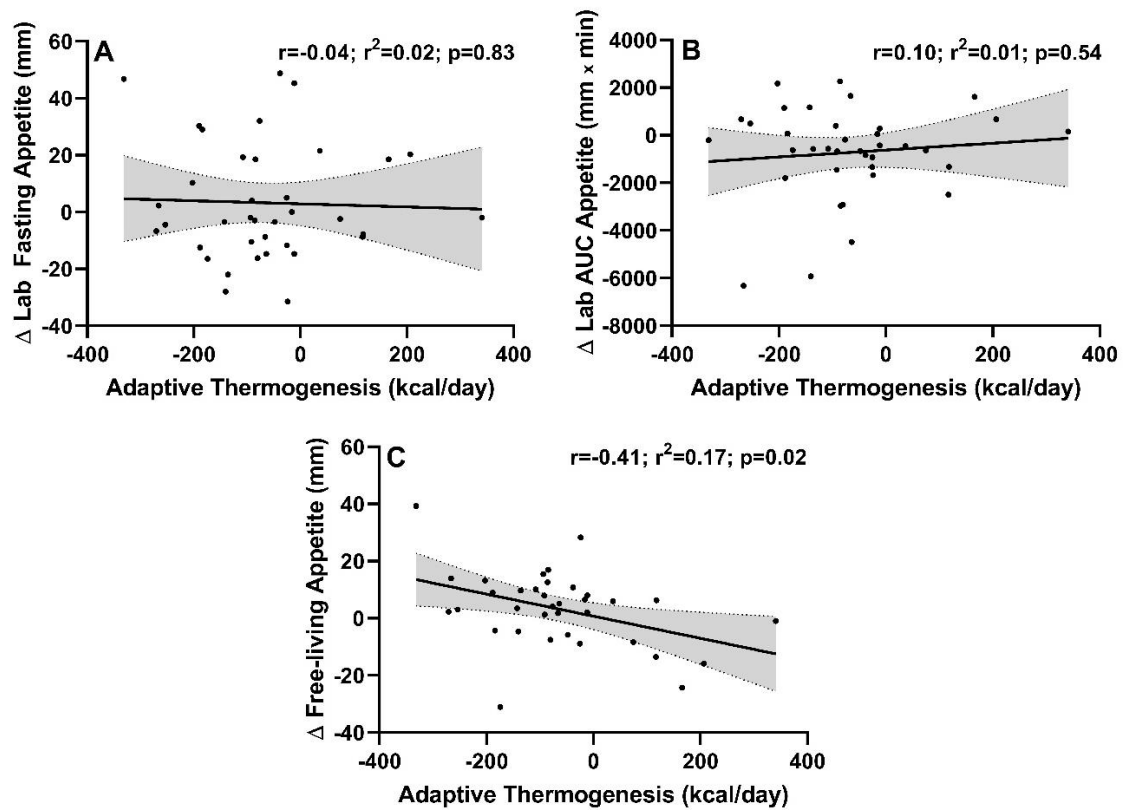 A
r=-0.04; r²=0.02; p=0.83
Δ Lab Fasting Appetite (mm)
60
40
20
0
-20
-40
-400
-200
0
200
400
Adaptive Thermogenesis (kcal/day)
B
r=0.10; r²=0.01; p=0.54
Δ Lab AUC Appetite (mm x min)
4000
2000
0
-2000
-4000
-6000
-8000
-400
-200
0
200
400
Adaptive Thermogenesis (kcal/day)
C
r=-0.41; r²=0.17; p=0.02
Δ Free-living Appetite (mm)
60
40
20
0
-20
-40
-400
-200
0
200
400
Adaptive Thermogenesis (kcal/day)